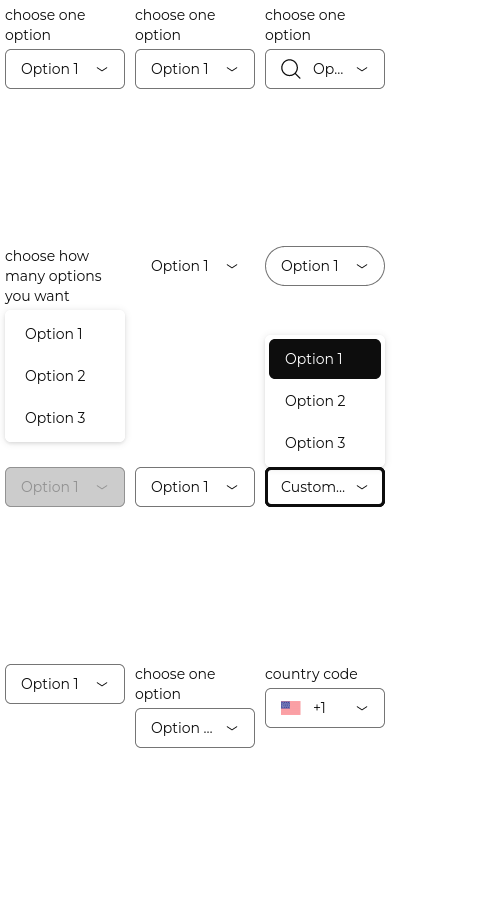 choose one
option
Option 1
choose one
option
Option 1
choose one
option
Op...
choose how
many options
you want
Option 1
Option 2
Option 3
Option 1
Option 1
Option 1
Option 2
Option 3
Option 1
Option 1
Custom...
Option 1
choose one
option
Option ...
country code
+1